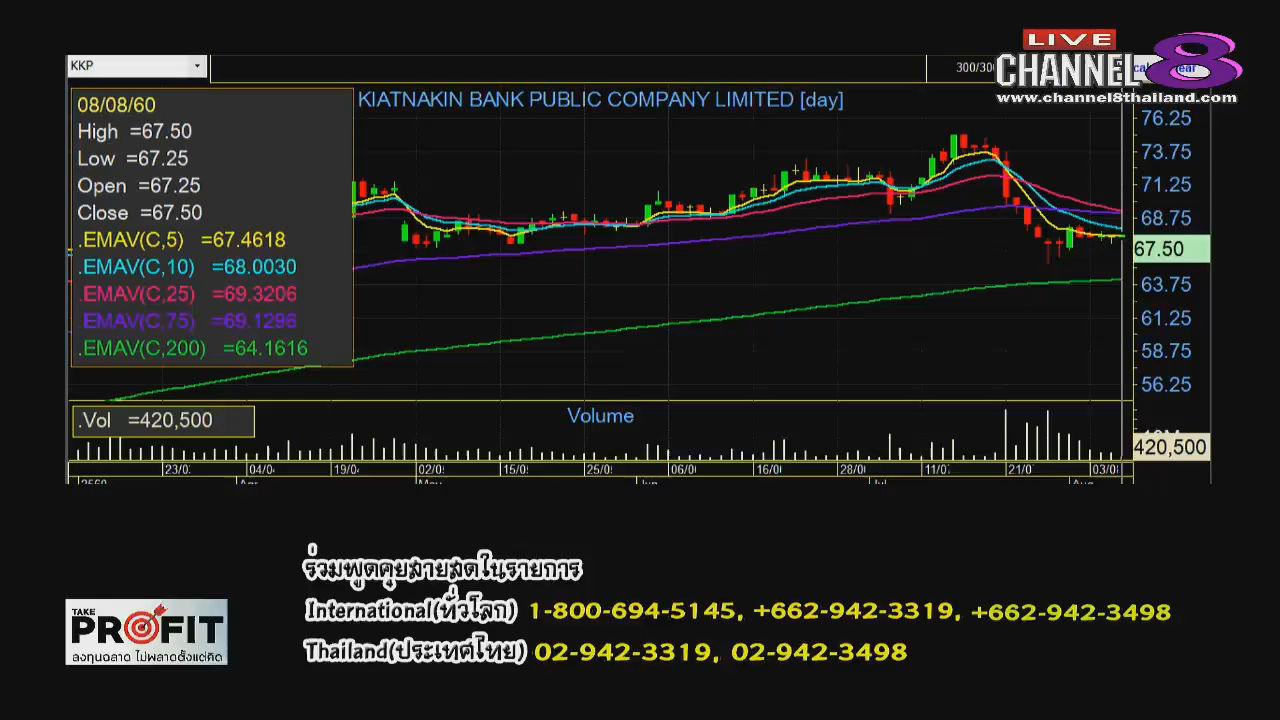 LIVE
CHANNEL 8
www.channel8thailand.com
KKP
300/300
KIATNAKIN BANK PUBLIC COMPANY LIMITED [day]
08/08/60
High =67.50
Low =67.25
Open =67.25
Close =67.50
.EMAV(C,5) =67.4618
.EMAV(C,10) =68.0030
.EMAV(C,25) =69.3206
.EMAV(C,75) =69.1296
.EMAV(C,200) =64.1616
76.25
73.75
71.25
68.75
67.50
63.75
61.25
58.75
56.25
.Vol =420,500
Volume
420,500
23/0 04/0 19/0 02/0 15/0 25/0 06/0 16/0 28/0 11/0 21/0 03/0
2560 Apr May Jun Jul Aug
ร่วมพูดคุยสายสดในรายการ
International(ทั่วโลก) 1-800-694-5145, +662-942-3319, +662-942-3498
Thailand(ประเทศไทย) 02-942-3319, 02-942-3498
TAKE
PROFIT
ลงทุนฉลาด ไม่พลาดตั้งแต่คิด